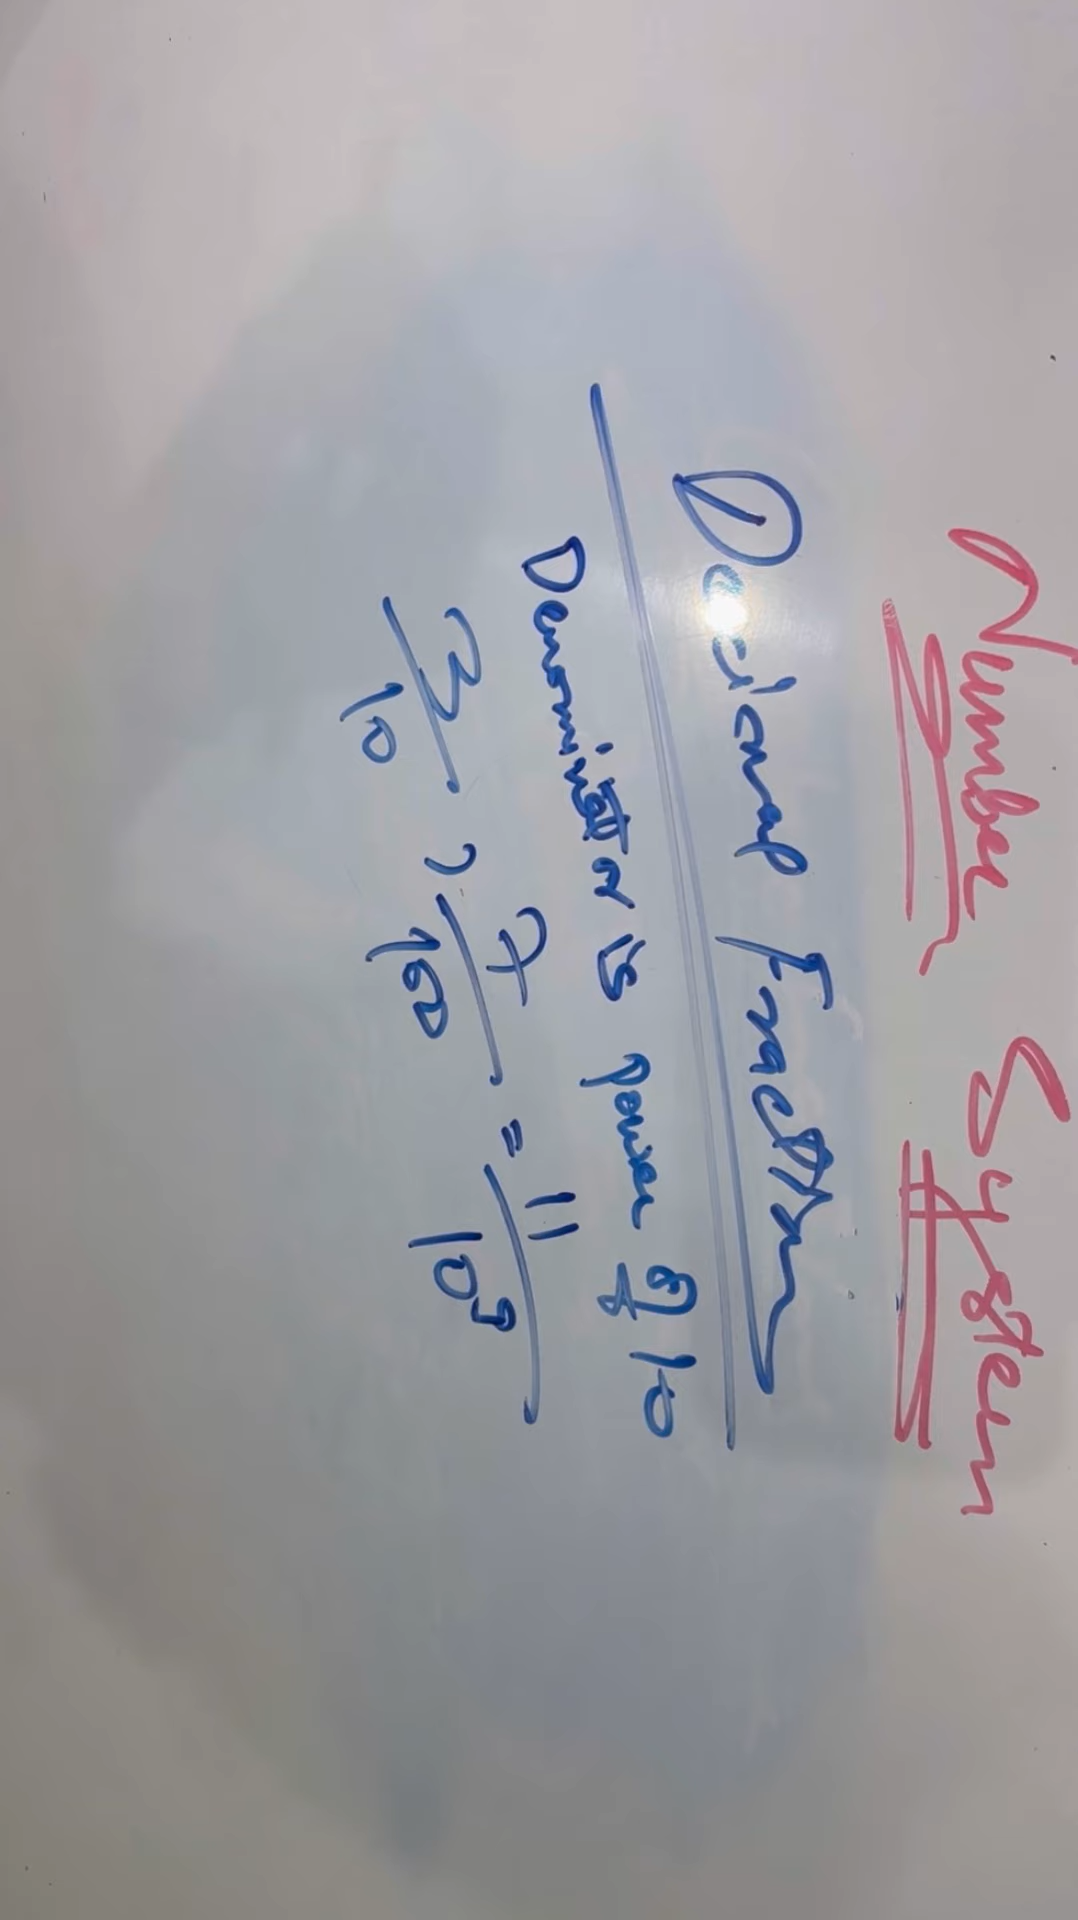 Number System
Decimal Fraction
Denominator is power of 10
3/10 , 7/100 = 11/10³